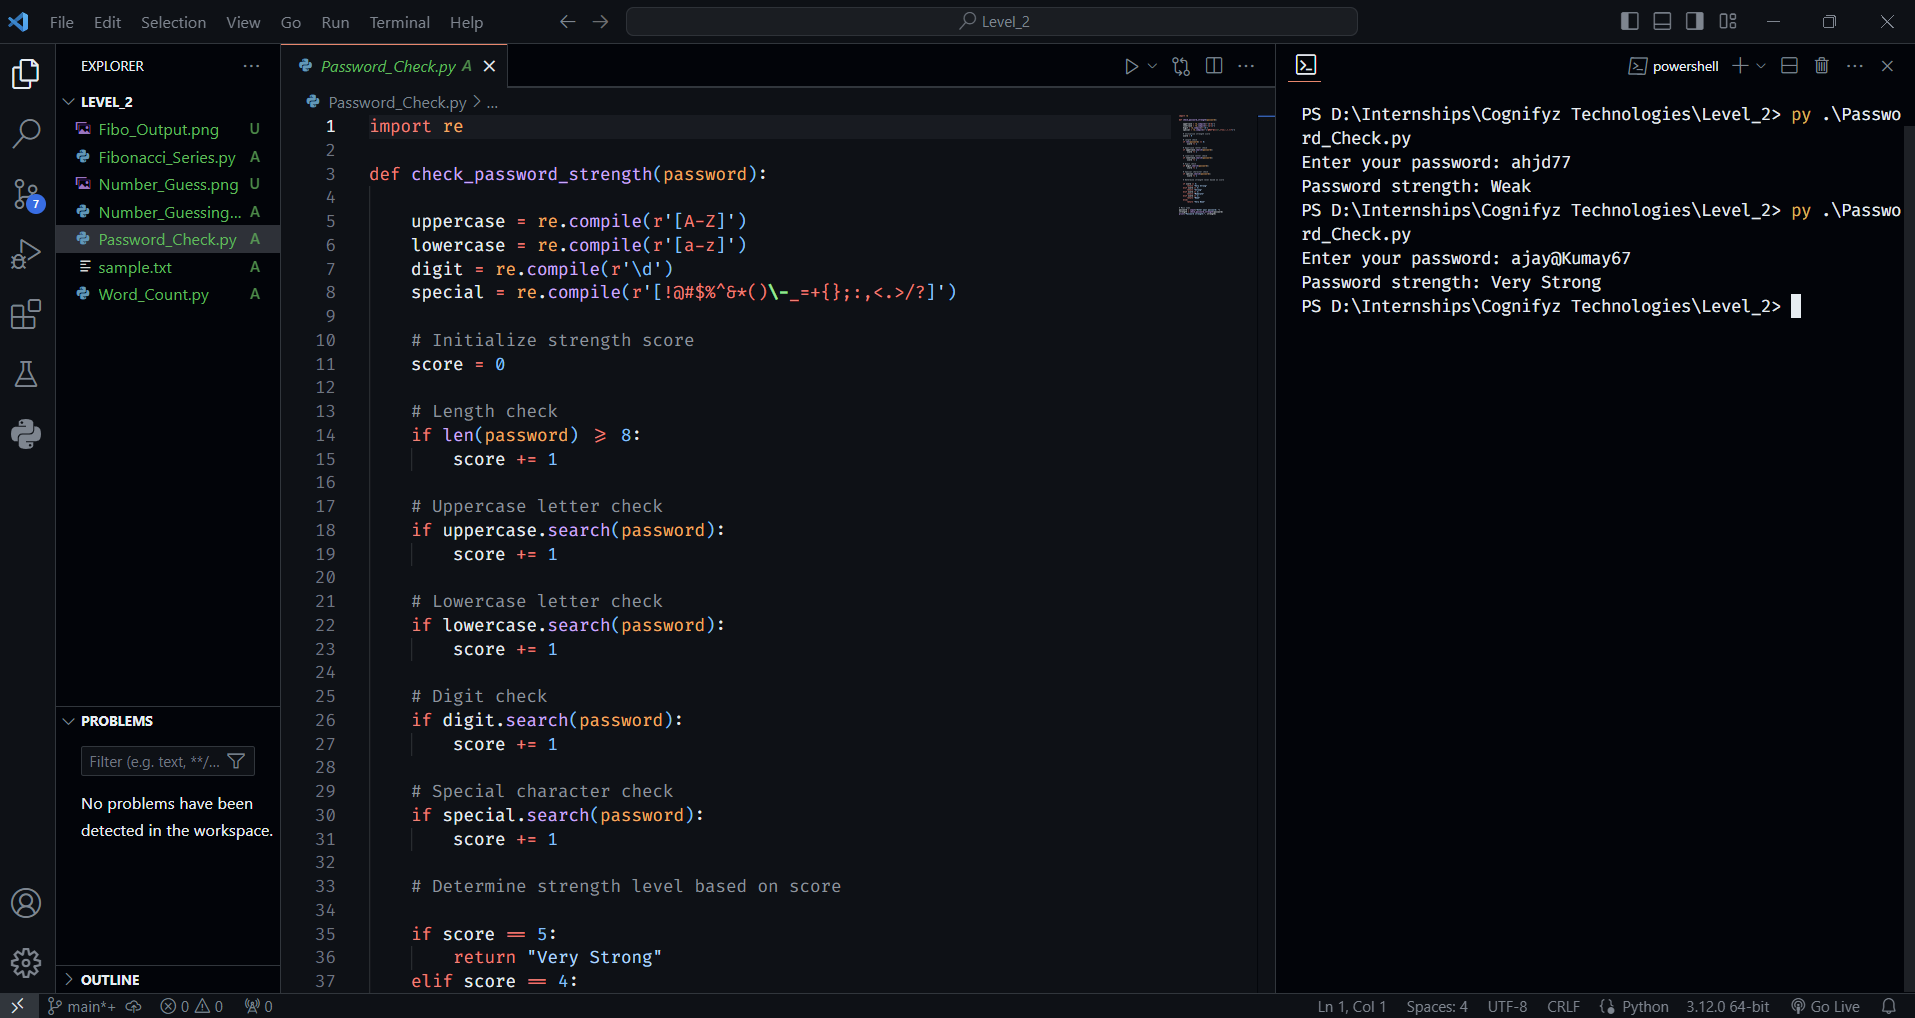 File Edit Selection View Go Run Terminal Help
Level_2
EXPLORER
LEVEL_2
Fibo_Output.png U
Fibonacci_Series.py A
Number_Guess.png U
Number_Guessing... A
Password_Check.py A
sample.txt A
Word_Count.py A
7
PROBLEMS
Filter (e.g. text, **/...
No problems have been
detected in the workspace.
OUTLINE
Password_Check.py A
Password_Check.py > ...
1 import re
2
3 def check_password_strength(password):
4
5 uppercase = re.compile(r'[A-Z]')
6 lowercase = re.compile(r'[a-z]')
7 digit = re.compile(r'\d')
8 special = re.compile(r'[!@#$%^&*()\-_=+{};:,<.>/?]')
9
10 # Initialize strength score
11 score = 0
12
13 # Length check
14 if len(password) >= 8:
15 score += 1
16
17 # Uppercase letter check
18 if uppercase.search(password):
19 score += 1
20
21 # Lowercase letter check
22 if lowercase.search(password):
23 score += 1
24
25 # Digit check
26 if digit.search(password):
27 score += 1
28
29 # Special character check
30 if special.search(password):
31 score += 1
32
33 # Determine strength level based on score
34
35 if score == 5:
36 return "Very Strong"
37 elif score == 4:
powershell
PS D:\Internships\Cognifyz Technologies\Level_2> py .\Passwo
rd_Check.py
Enter your password: ahjd77
Password strength: Weak
PS D:\Internships\Cognifyz Technologies\Level_2> py .\Passwo
rd_Check.py
Enter your password: ajay@Kumay67
Password strength: Very Strong
PS D:\Internships\Cognifyz Technologies\Level_2>
main*+ 0 0 0 Ln 1, Col 1 Spaces: 4 UTF-8 CRLF Python 3.12.0 64-bit Go Live